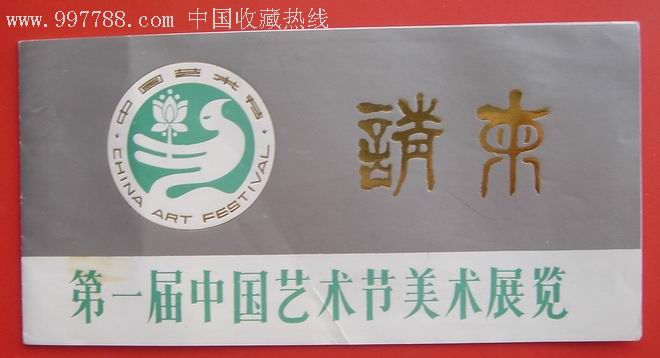 www.997788.com 中国收藏热线
中国艺术节
CHINA ART FESTIVAL
請柬
第一届中国艺术节美术展览